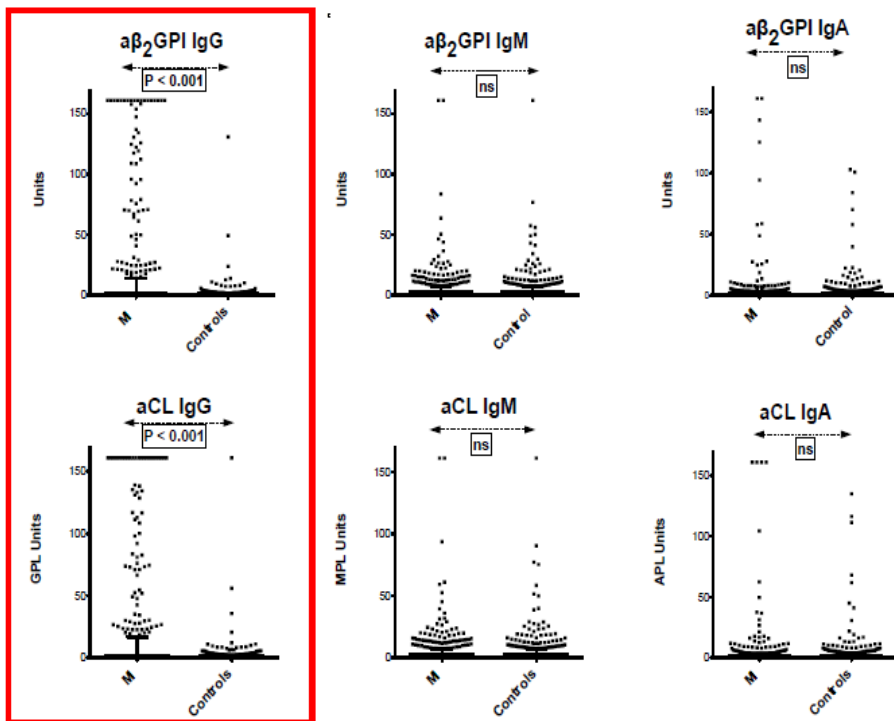 aβ₂GPI IgG
P < 0.001
150
100
50
0
Units
M
Controls
aβ₂GPI IgM
ns
150
100
50
0
Units
M
Control
aβ₂GPI IgA
ns
150
100
50
0
Units
M
Control
aCL IgG
P < 0.001
150
100
50
0
GPL Units
M
Controls
aCL IgM
ns
150
100
50
0
MPL Units
M
Controls
aCL IgA
ns
150
100
50
0
APL Units
M
Controls